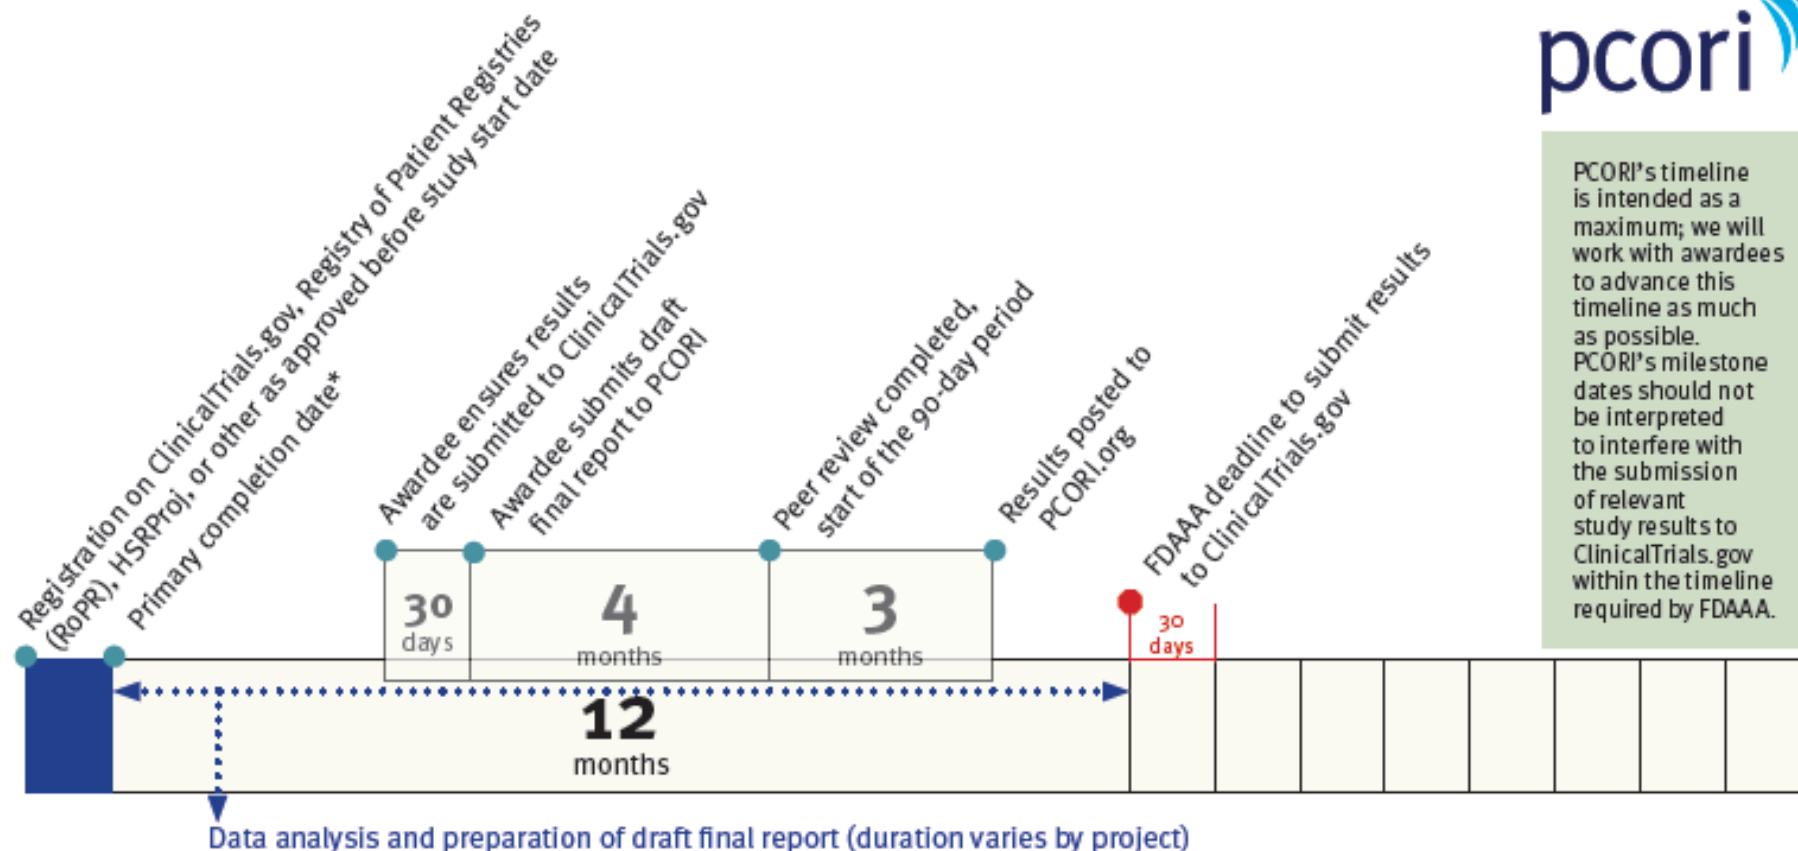 pcori
PCORI's timeline
is intended as a
maximum; we will
work with awardees
to advance this
timeline as much
as possible.
PCORI's milestone
dates should not
be interpreted
to interfere with
the submission
of relevant
study results to
ClinicalTrials.gov
within the timeline
required by FDAAA.
Registration on ClinicalTrials.gov, Registry of Patient Registries
(RoPR), HSRProj, or other as approved before study start date
Primary completion date*
Awardee ensures results
are submitted to ClinicalTrials.gov
Awardee submits draft
final report to PCORI
Peer review completed,
start of the 90-day period
Results posted to
PCORI.org
FDAAA deadline to submit results
to ClinicalTrials.gov
30
days
4
months
3
months
30
days
12
months
Data analysis and preparation of draft final report (duration varies by project)